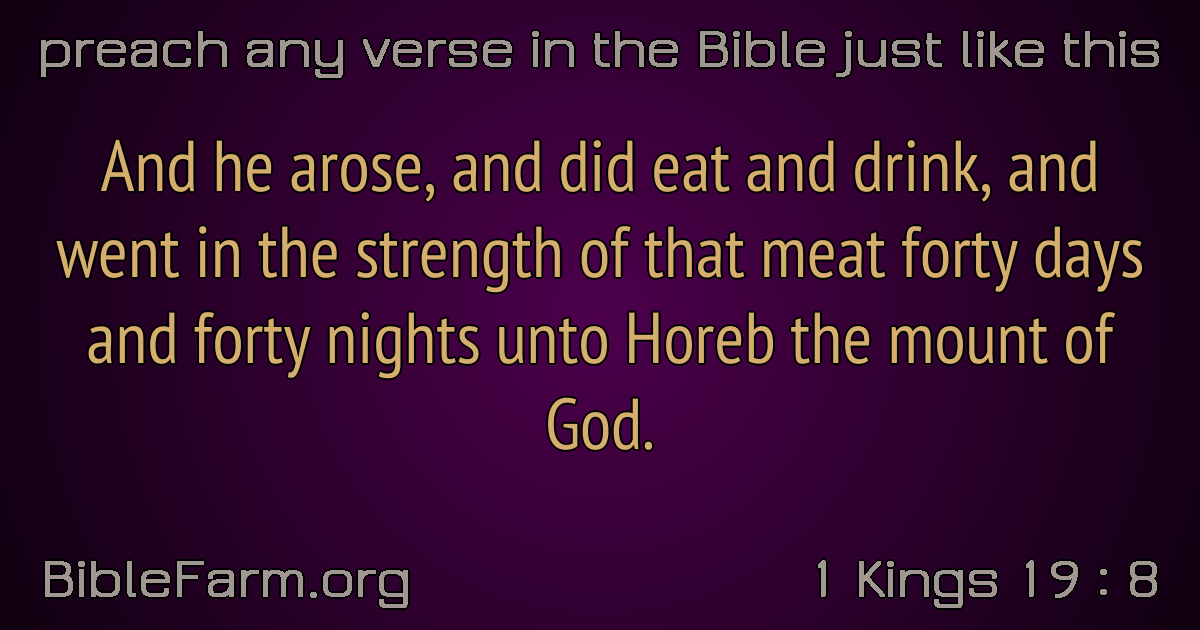 preach any verse in the Bible just like this
And he arose, and did eat and drink, and
went in the strength of that meat forty days
and forty nights unto Horeb the mount of
God.
BibleFarm.org
1 Kings 19 : 8